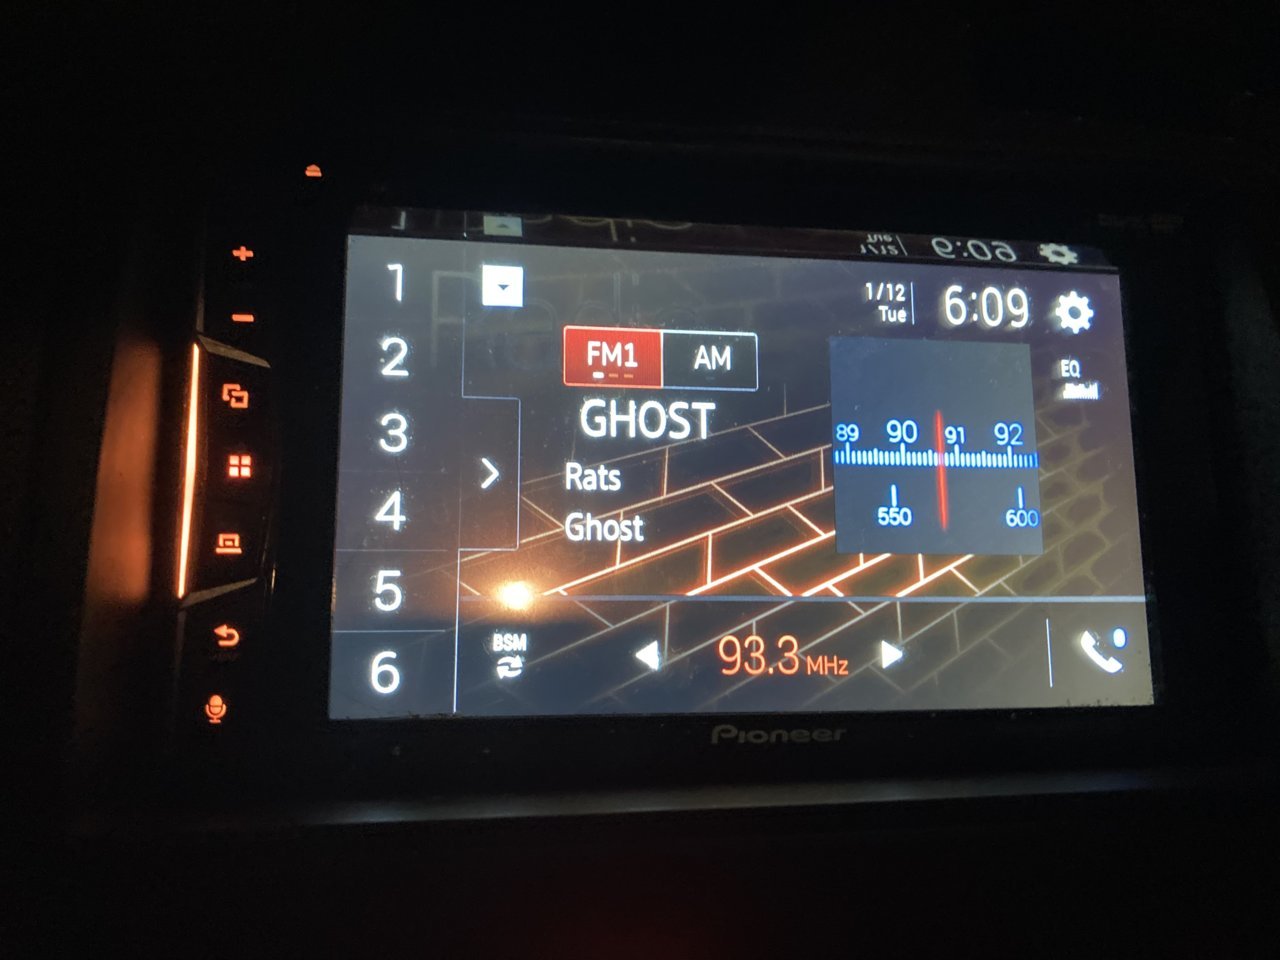 1
2
3
4
5
6
1/12
Tue
6:09
FM1 AM
EQ
GHOST
Rats
Ghost
89 90 91 92
550 600
BSM
93.3 MHz
Pioneer